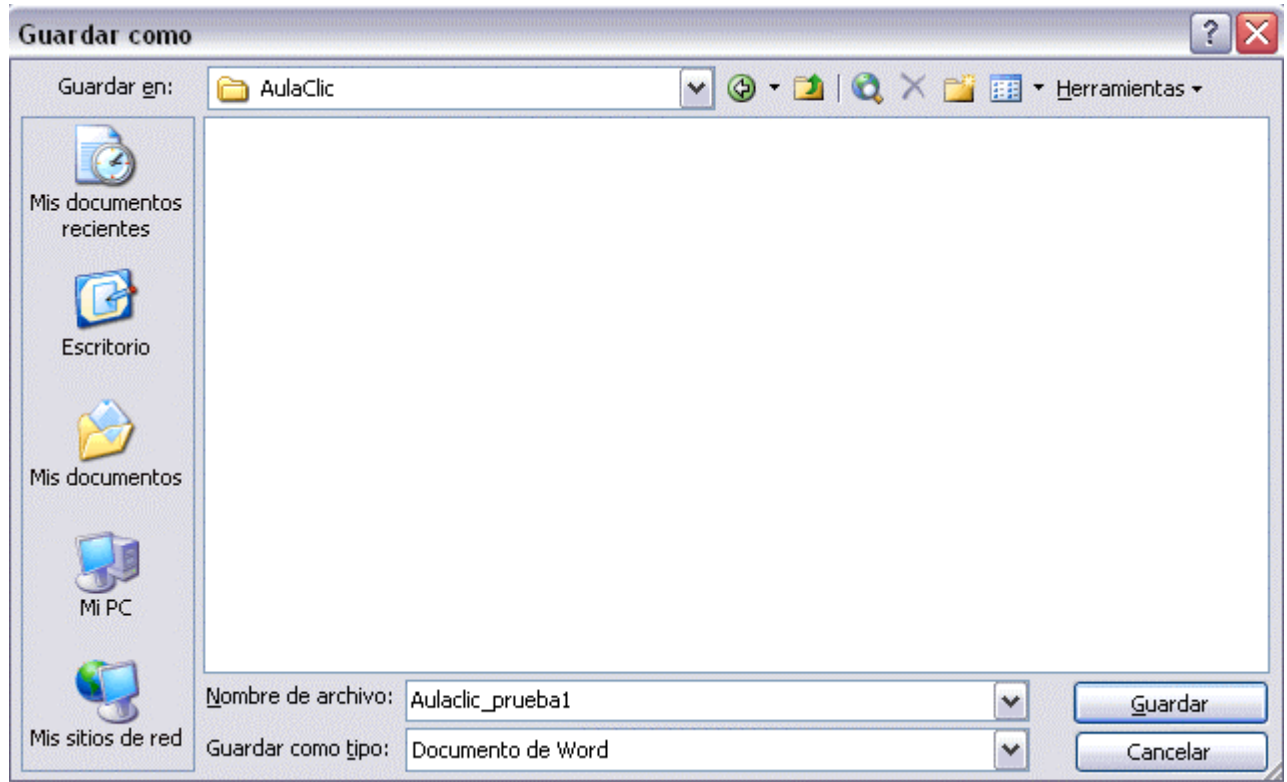 Guardar como
Guardar en:
AulaClic
Herramientas
Mis documentos
recientes
Escritorio
Mis documentos
Mi PC
Mis sitios de red
Nombre de archivo:
Aulaclic_prueba1
Guardar
Guardar como tipo:
Documento de Word
Cancelar